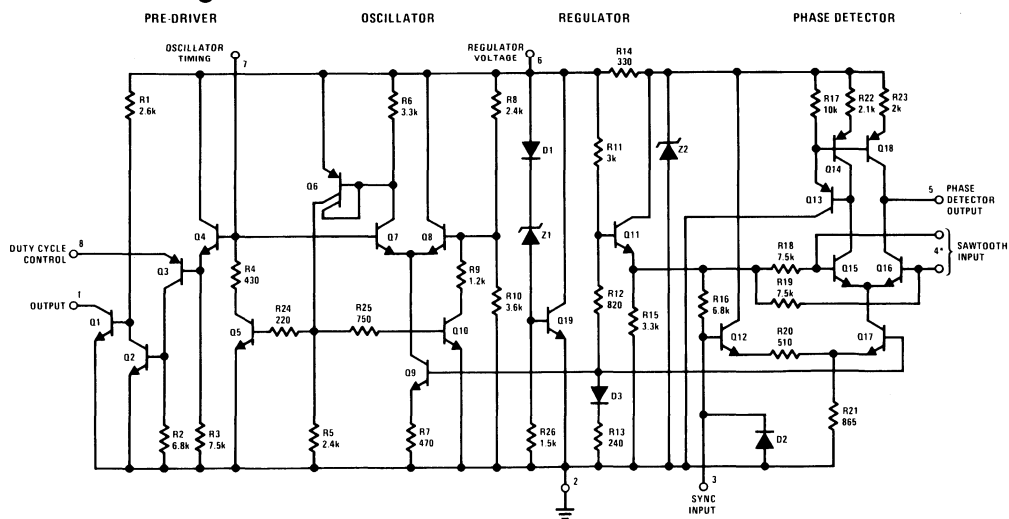 PRE-DRIVER OSCILLATOR REGULATOR PHASE DETECTOR
OSCILLATOR
TIMING
7
REGULATOR
VOLTAGE
6
R14
330
R1
2.6k
R6
3.3k
R8
2.4k
D1
R11
3k
Z2
R17
10k
R22
2.1k
R23
2k
Q14
Q18
Q6
Q13
5
PHASE
DETECTOR
OUTPUT
8
DUTY CYCLE
CONTROL
Q4
Q7
Q8
Z1
Q11
R18
7.5k
4*
SAWTOOTH
INPUT
Q3
R4
430
R9
1.2k
R10
3.6k
Q15
Q16
R19
7.5k
1
OUTPUT
Q1
Q2
Q5
R24
220
R25
750
Q10
Q19
R12
820
R15
3.3k
R16
6.8k
Q12
R20
510
Q17
Q9
D3
R2
6.8k
R3
7.5k
R5
2.4k
R7
470
R26
1.5k
R13
240
D2
R21
865
2
3
SYNC
INPUT